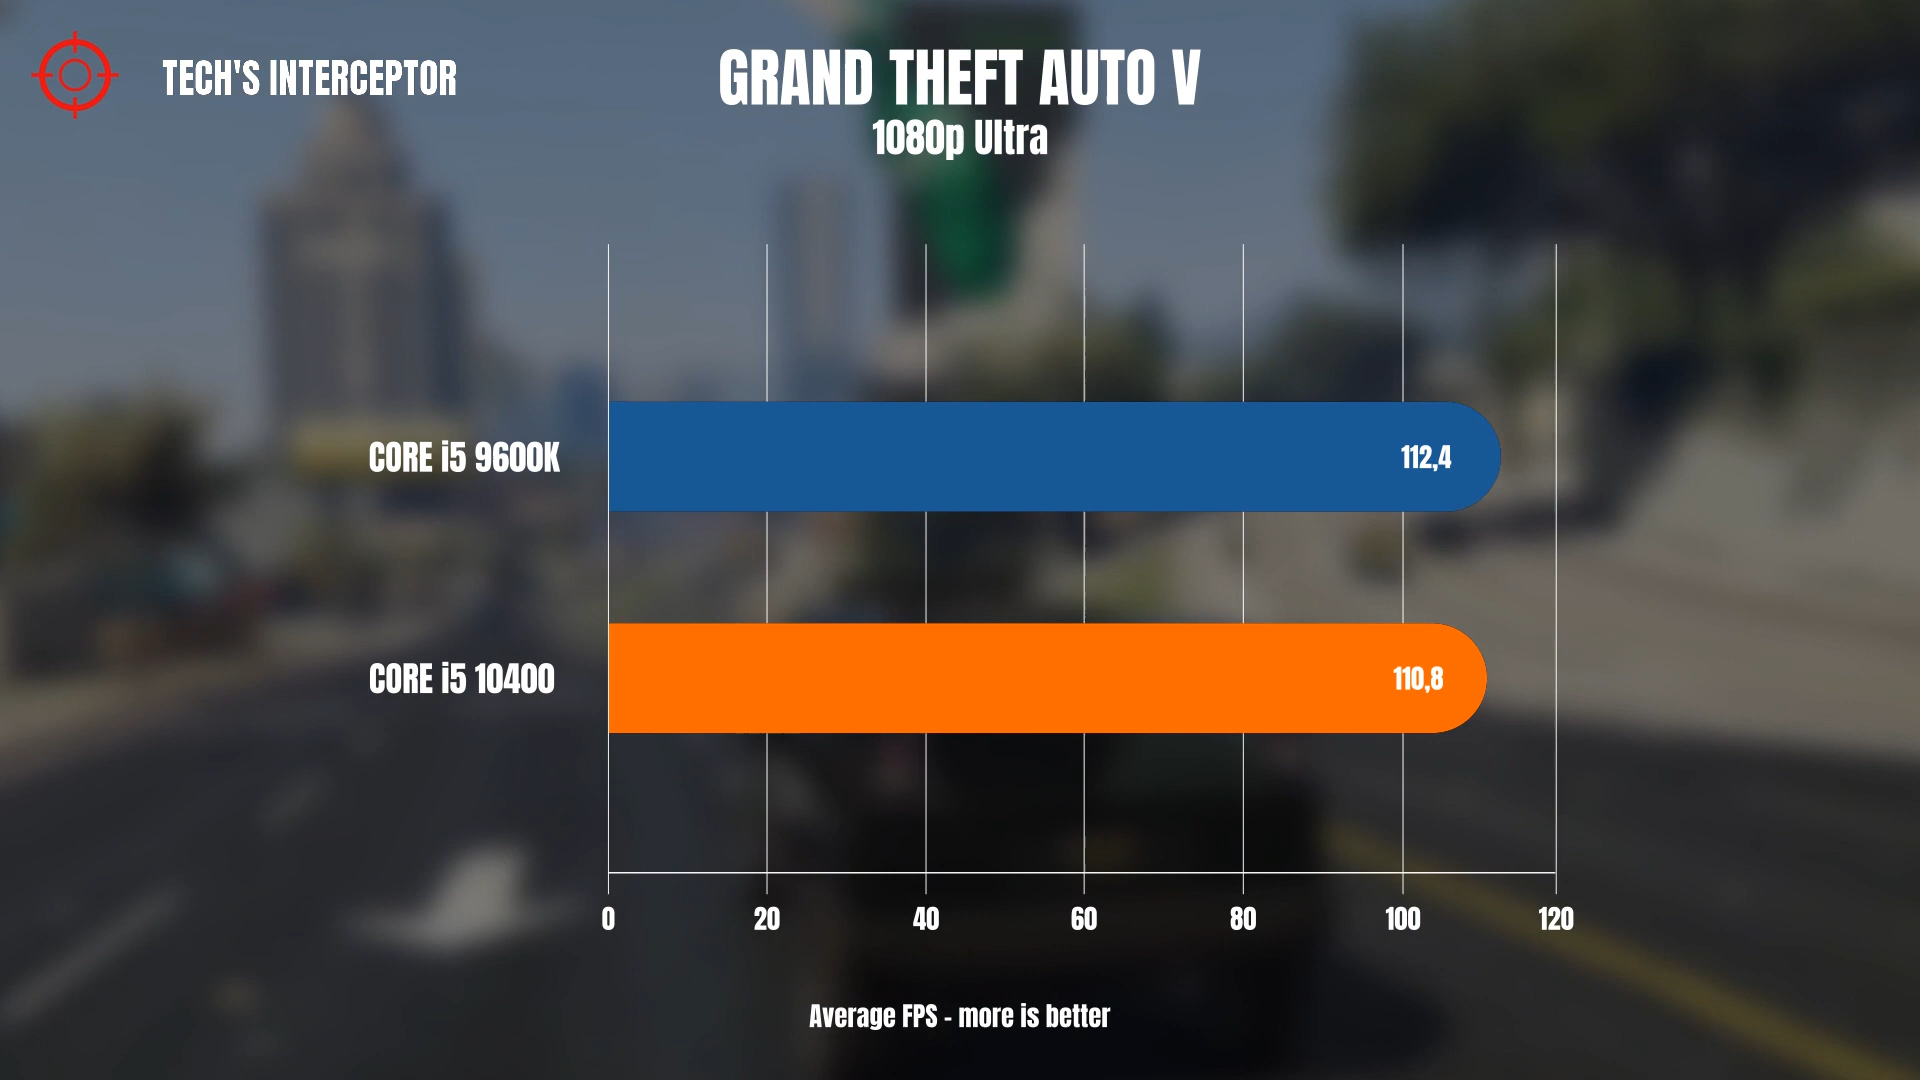 TECH'S INTERCEPTOR
GRAND THEFT AUTO V
1080p Ultra
CORE i5 9600K
112,4
CORE i5 10400
110,8
0 20 40 60 80 100 120
Average FPS - more is better